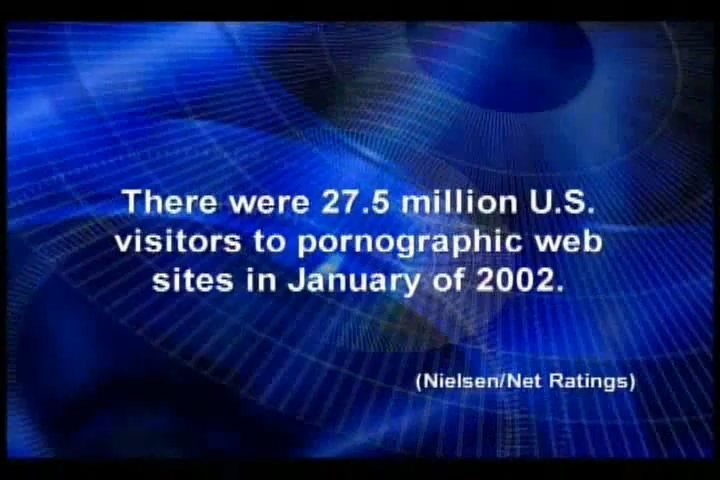 There were 27.5 million U.S.
visitors to pornographic web
sites in January of 2002.
(Nielsen/Net Ratings)